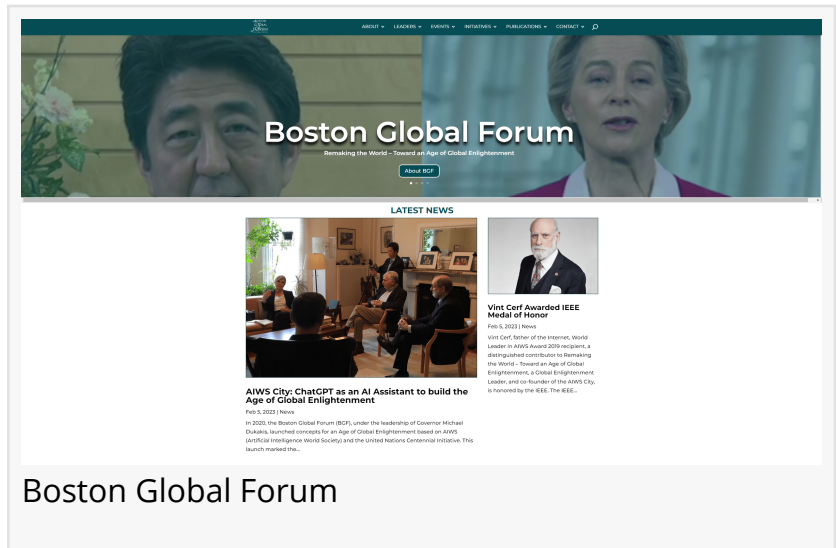 ABOUT LEADERS EVENTS INITIATIVES PUBLICATIONS CONTACT
Boston Global Forum
Remaking the World – Toward an Age of Global Enlightenment
About BGF
LATEST NEWS
AIWS City: ChatGPT as an AI Assistant to build the
Age of Global Enlightenment
Feb 5, 2023 | News
In 2020, the Boston Global Forum (BGF), under the leadership of Governor Michael
Dukakis, launched concepts for an Age of Global Enlightenment based on AIWS
(Artificial Intelligence World Society) and the United Nations Centennial Initiative. This
launch marked the...
Vint Cerf Awarded IEEE
Medal of Honor
Feb 5, 2023 | News
Vint Cerf, father of the Internet, World
Leader in AIWS Award 2019 recipient, a
distinguished contributor to Remaking
the World – Toward an Age of Global
Enlightenment, a Global Enlightenment
Leader, and co-founder of the AIWS City,
is honored by the IEEE. The IEEE...
Boston Global Forum